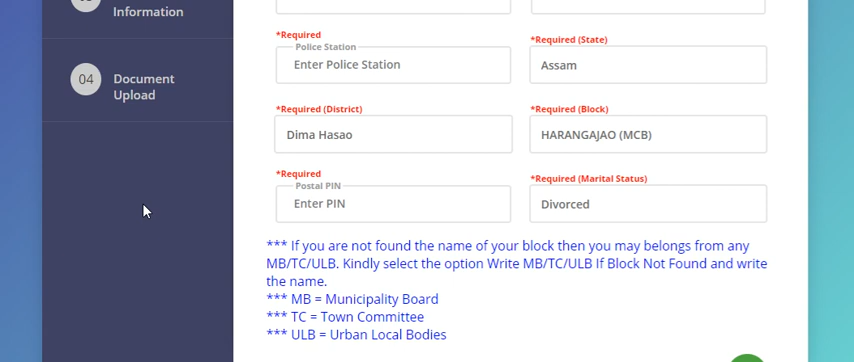 Information
04
Document
Upload
*Required
Police Station
Enter Police Station
*Required (State)
Assam
*Required (District)
Dima Hasao
*Required (Block)
HARANGAJAO (MCB)
*Required
Postal PIN
Enter PIN
*Required (Marital Status)
Divorced
*** If you are not found the name of your block then you may belongs from any
MB/TC/ULB. Kindly select the option Write MB/TC/ULB If Block Not Found and write
the name.
*** MB = Municipality Board
*** TC = Town Committee
*** ULB = Urban Local Bodies